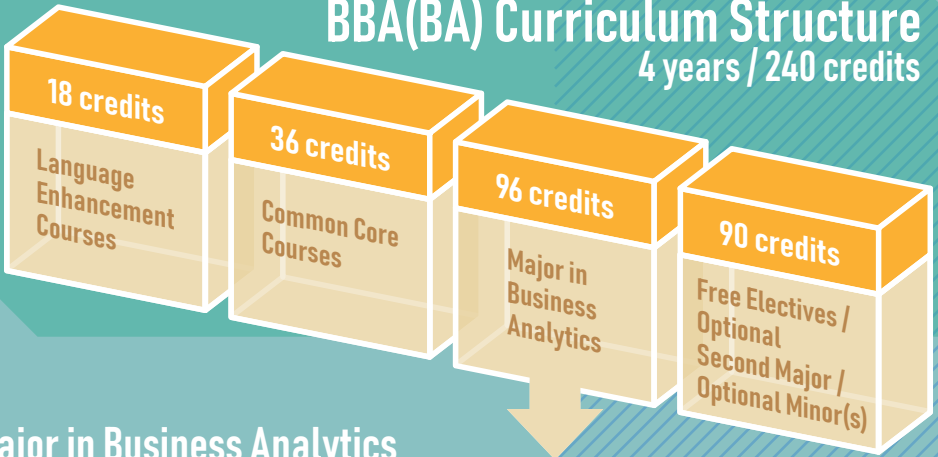 BBA(BA) Curriculum Structure
4 years / 240 credits
18 credits
Language
Enhancement
Courses
36 credits
Common Core
Courses
96 credits
Major in
Business
Analytics
90 credits
Free Electives /
Optional
Second Major /
Optional Minor(s)
ajor in Business Analytics